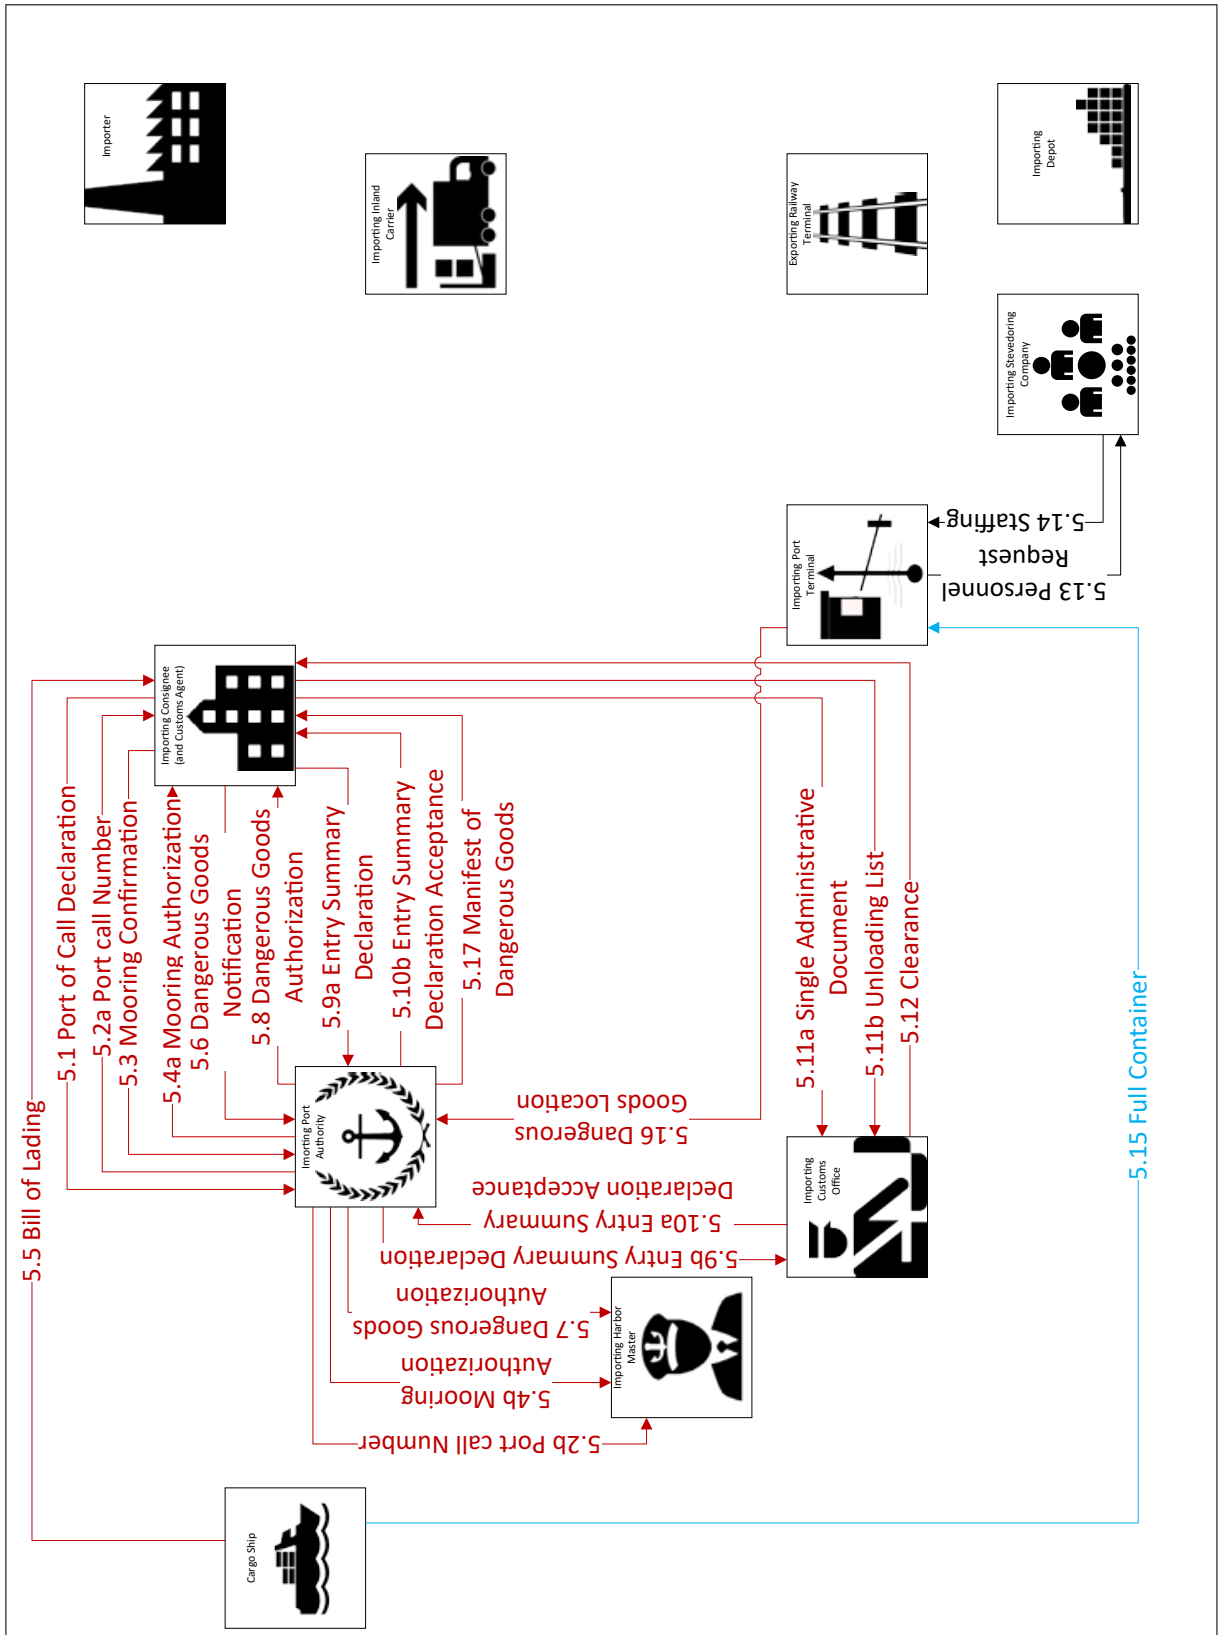 Importer
Importing Inland
Carrier
Exporting Railway
Terminal
Importing
Depot
Importing Stevedoring
Company
5.14 Staffing
5.13 Personnel
Request
Importing Port
Terminal
Importing Consignee
(and Customs Agent)
5.5 Bill of Lading
5.1 Port of Call Declaration
5.2a Port call Number
5.3 Mooring Confirmation
5.4a Mooring Authorization
5.6 Dangerous Goods
Notification
5.8 Dangerous Goods
Authorization
5.9a Entry Summary
Declaration
5.10b Entry Summary
Declaration Acceptance
5.17 Manifest of
Dangerous Goods
5.11a Single Administrative
Document
5.11b Unloading List
5.12 Clearance
5.15 Full Container
Imorting Port
Authority
5.16 Dangerous
Goods Location
5.10a Entry Summary
Declaration Acceptance
5.9b Entry Summary Declaration
5.7 Dangerous Goods
Authorization
5.4b Mooring
Authorization
5.2b Port call Number
Importing
Customs
Office
Importing Harbor
Master
Cargo Ship